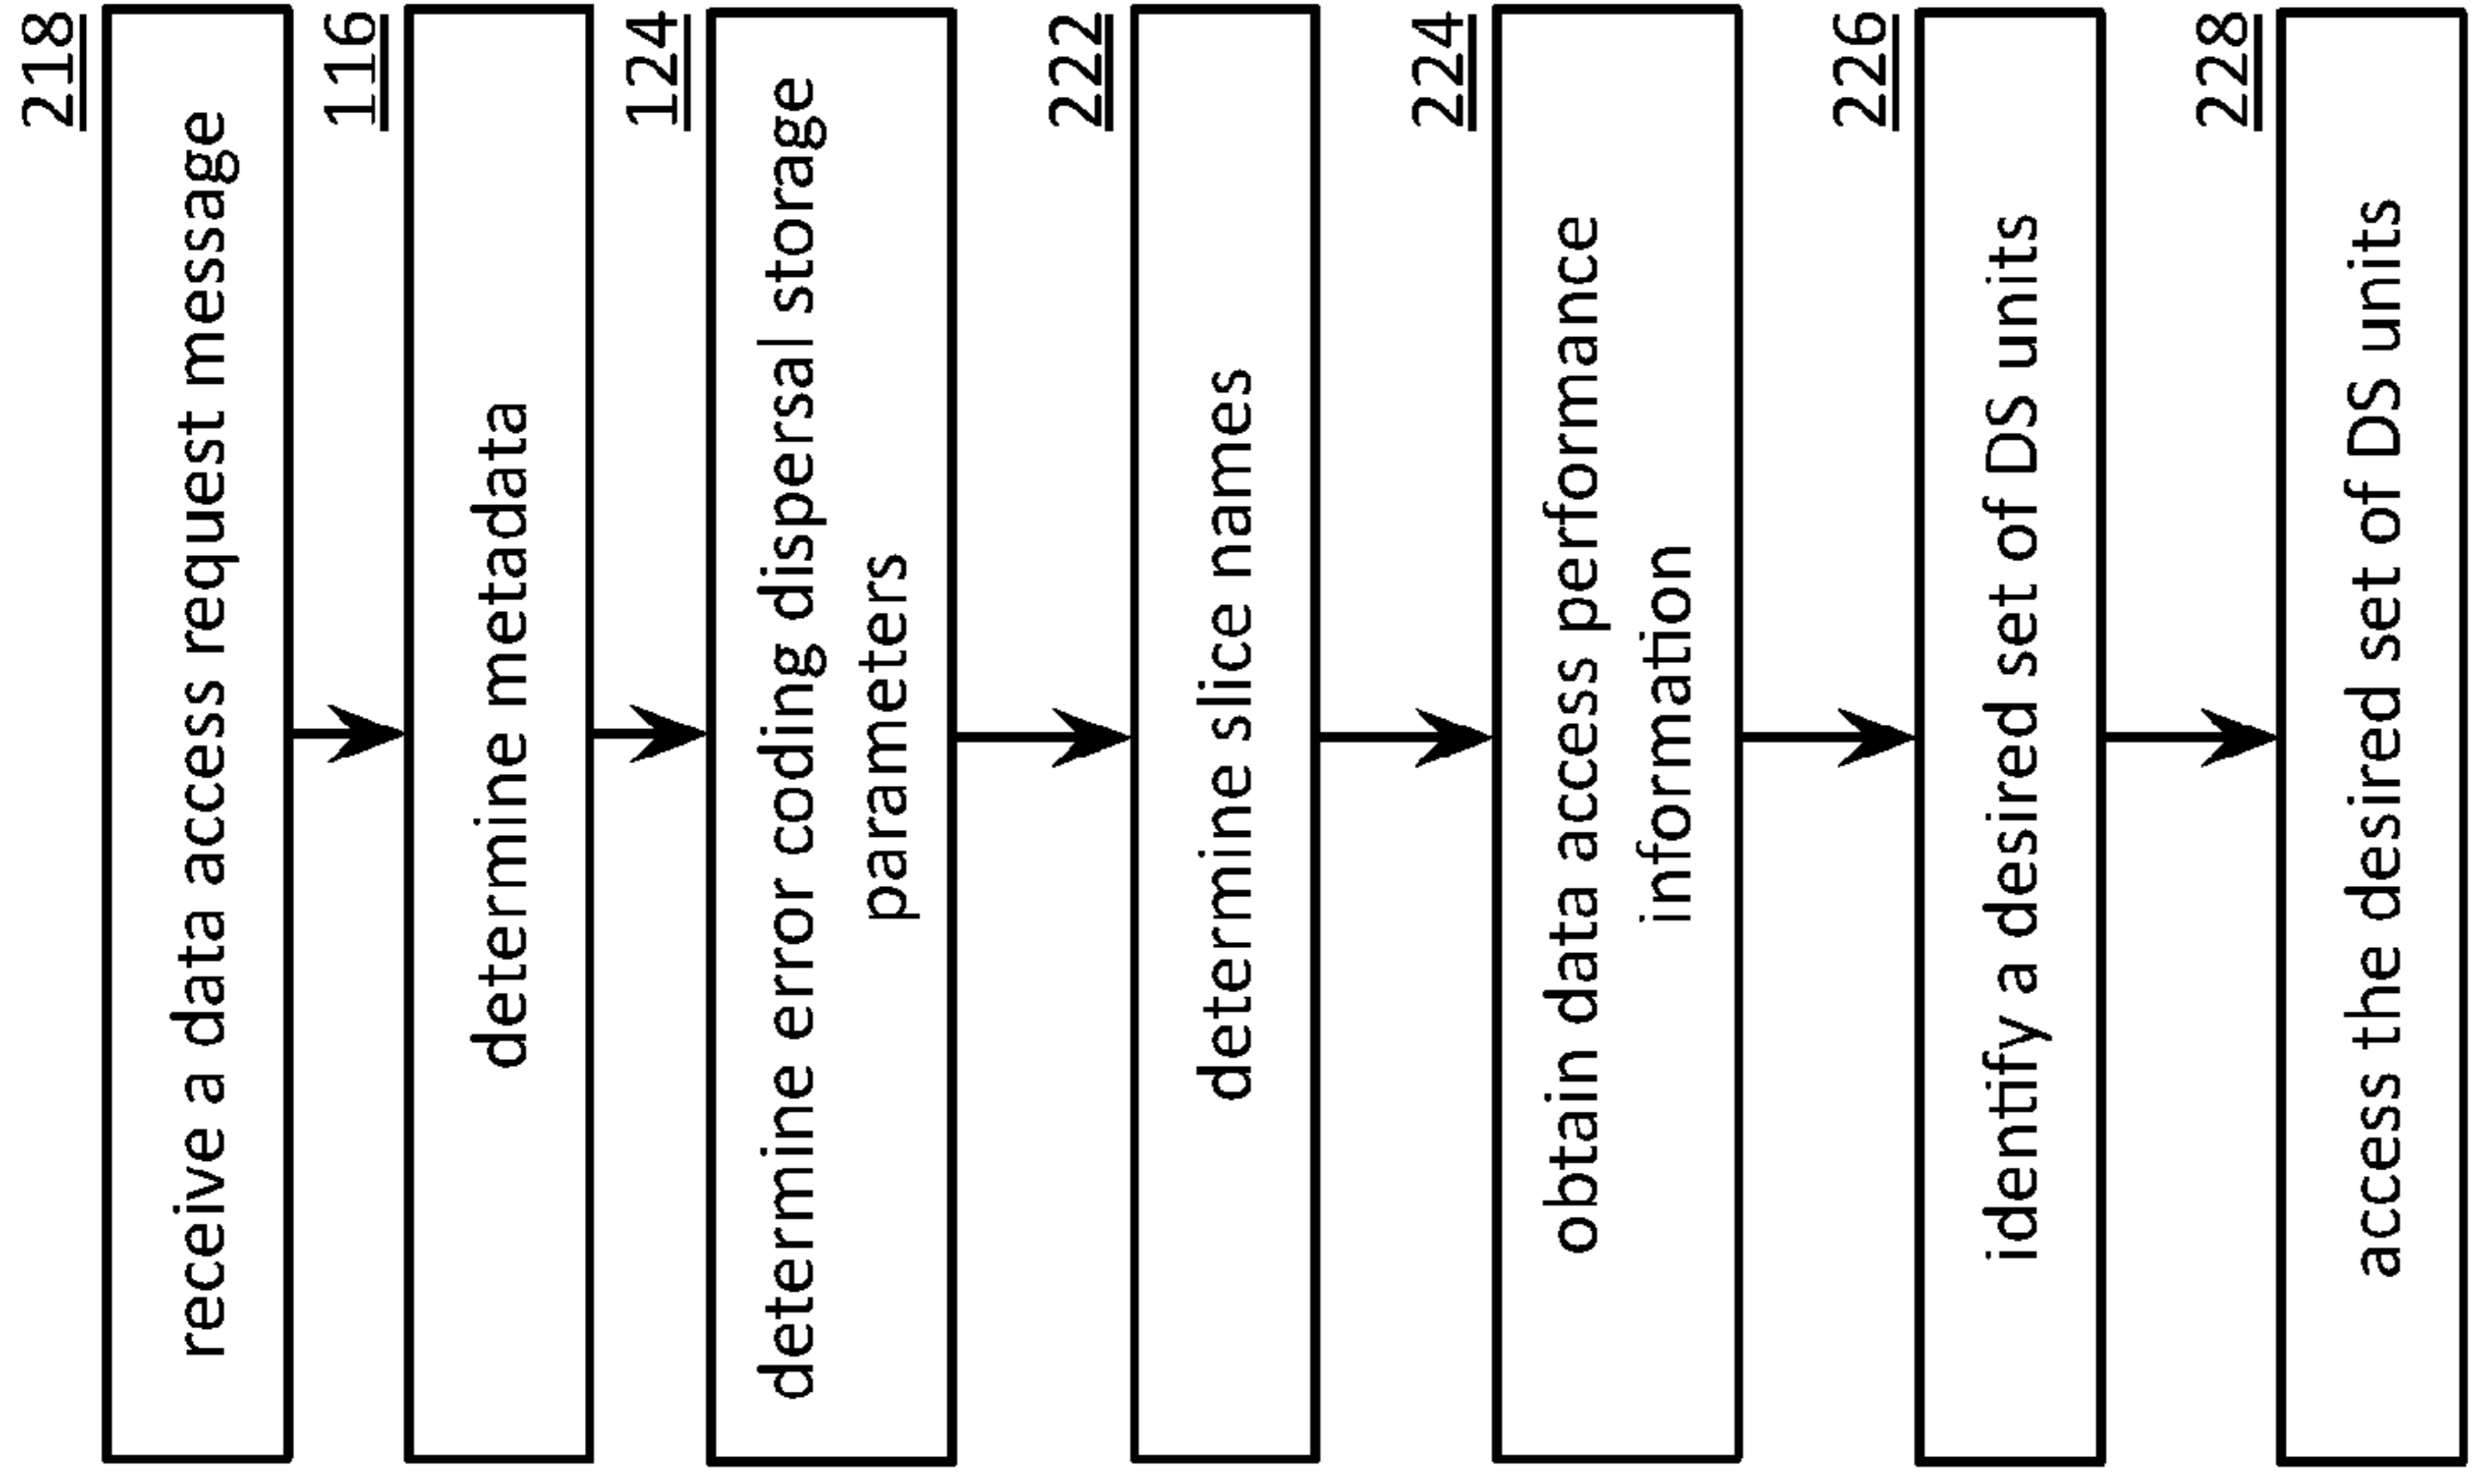 218
receive a data access request message
116
determine metadata
124
determine error coding dispersal storage
parameters
222
determine slice names
224
obtain data access performance
information
226
identify a desired set of DS units
228
access the desired set of DS units